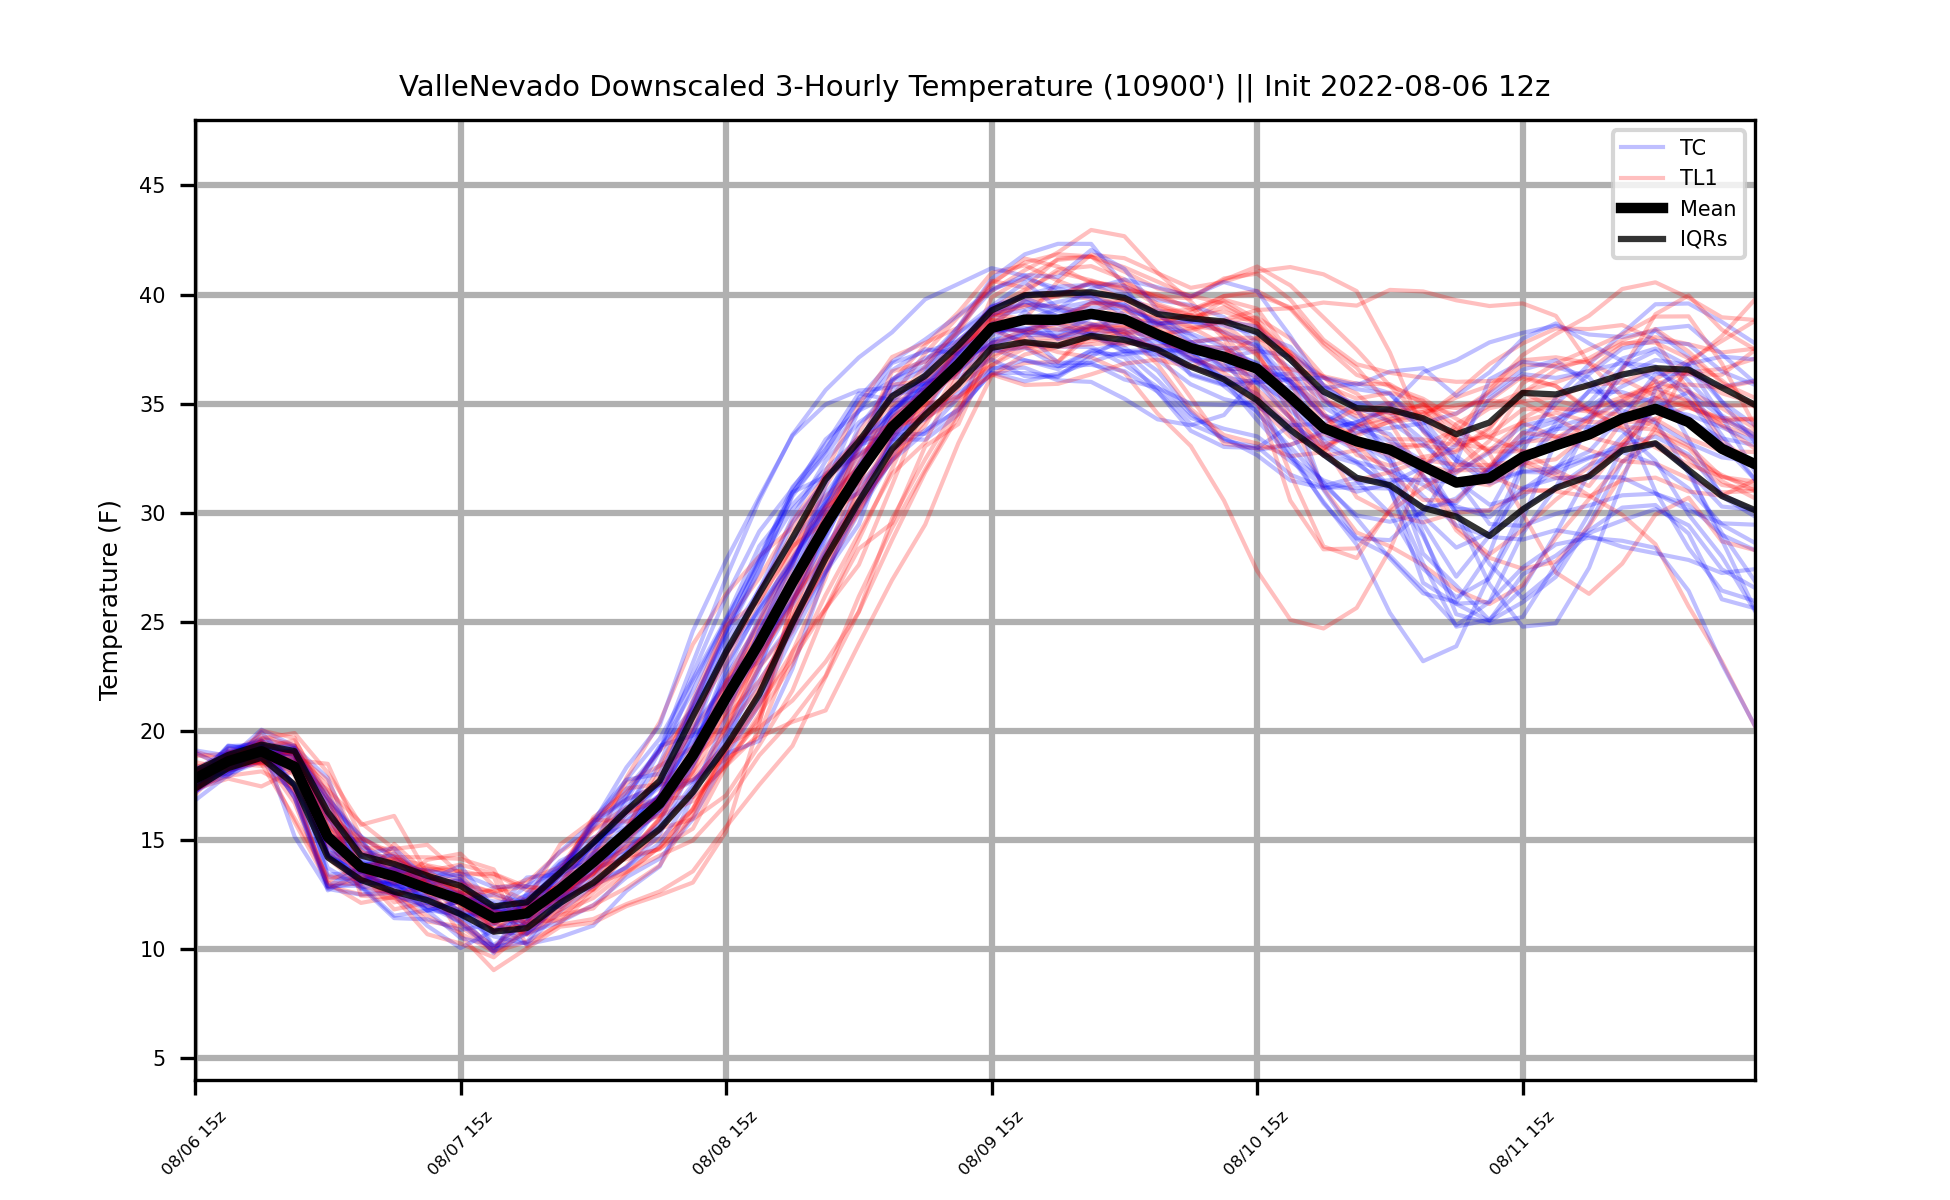 ValleNevado Downscaled 3-Hourly Temperature (10900') || Init 2022-08-06 12z
TC
TL1
Mean
IQRs
Temperature (F)
45
40
35
30
25
20
15
10
5
08/06 15z
08/07 15z
08/08 15z
08/09 15z
08/10 15z
08/11 15z